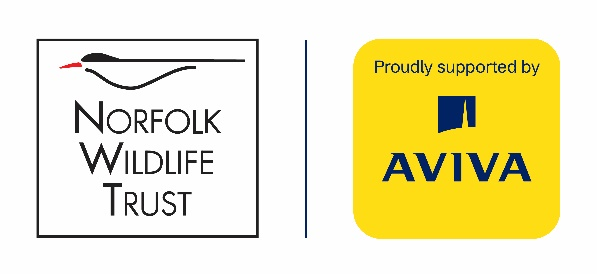 NORFOLK
WILDLIFE
TRUST
Proudly supported by
AVIVA